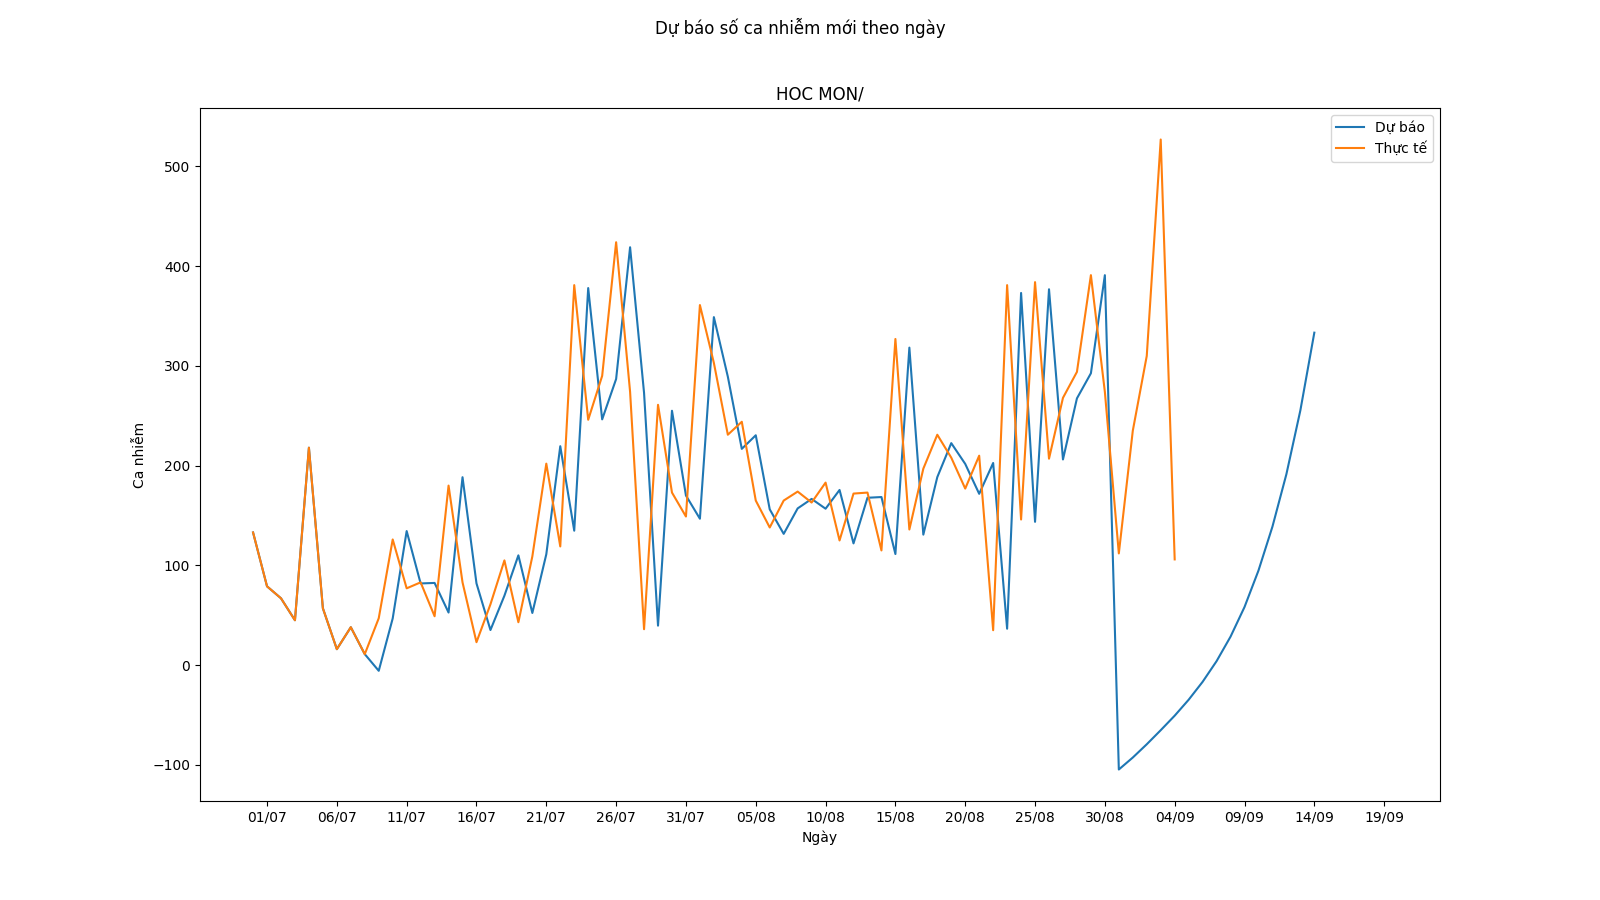 Dự báo số ca nhiễm mới theo ngày
HOC MON/
Dự báo
Thực tế
500
400
300
200
100
0
−100
Ca nhiễm
01/07 06/07 11/07 16/07 21/07 26/07 31/07 05/08 10/08 15/08 20/08 25/08 30/08 04/09 09/09 14/09 19/09
Ngày